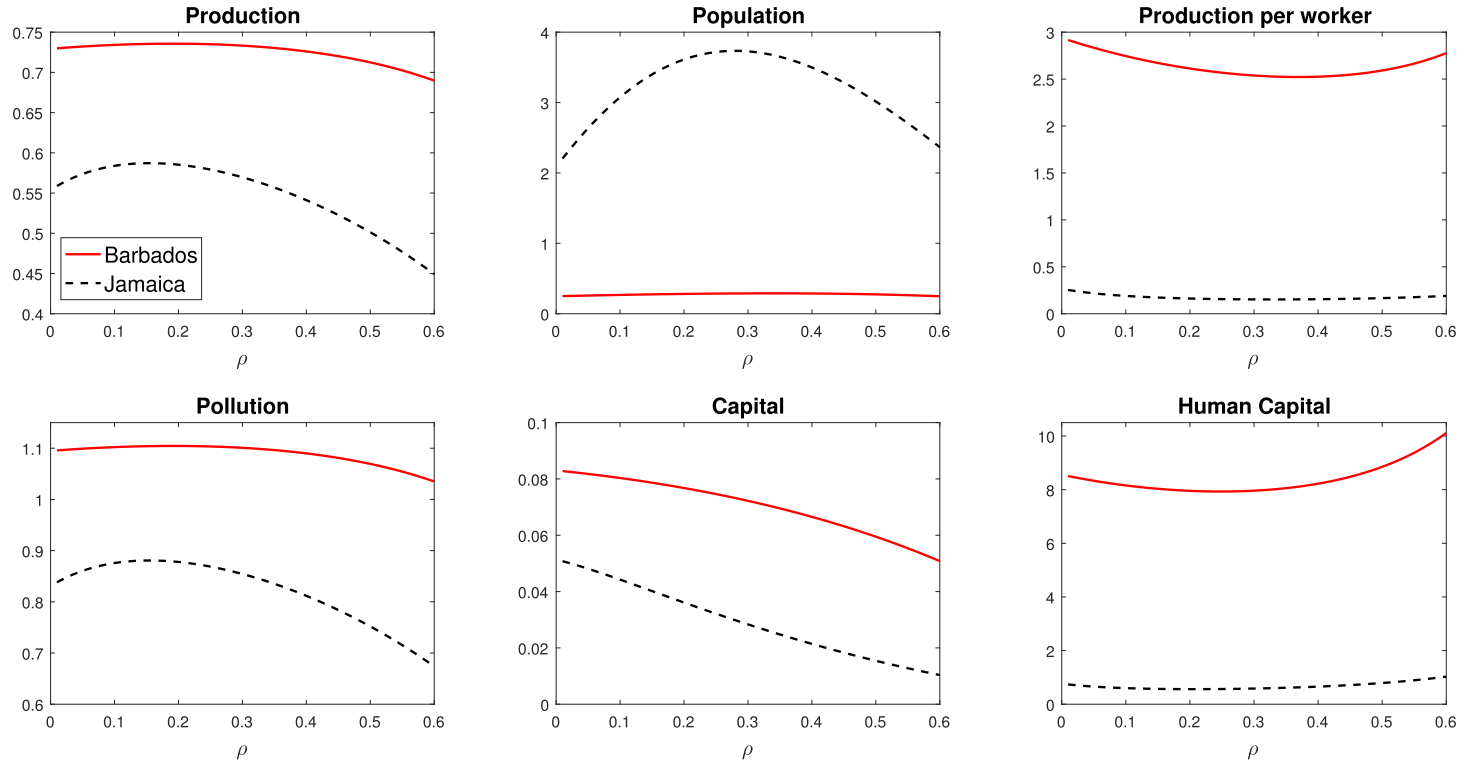 Production
0.75
0.7
0.65
0.6
0.55
0.5
0.45
0.4
Barbados
Jamaica
0 0.1 0.2 0.3 0.4 0.5 0.6
ρ
Population
4
3
2
1
0
0 0.1 0.2 0.3 0.4 0.5 0.6
ρ
Production per worker
3
2.5
2
1.5
1
0.5
0
0 0.1 0.2 0.3 0.4 0.5 0.6
ρ
Pollution
1.1
1
0.9
0.8
0.7
0.6
0 0.1 0.2 0.3 0.4 0.5 0.6
ρ
Capital
0.1
0.08
0.06
0.04
0.02
0
0 0.1 0.2 0.3 0.4 0.5 0.6
ρ
Human Capital
10
8
6
4
2
0
0 0.1 0.2 0.3 0.4 0.5 0.6
ρ